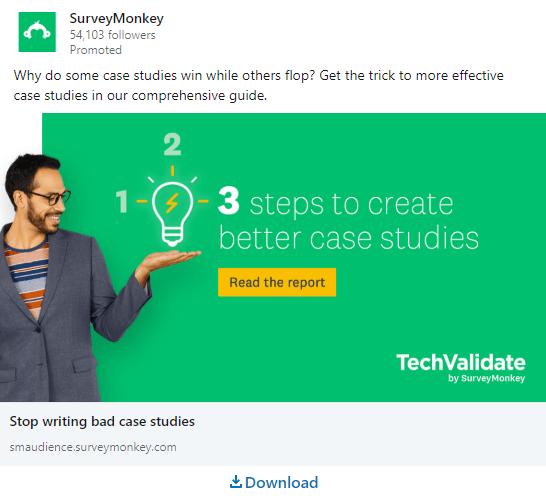 SurveyMonkey
54,103 followers
Promoted
Why do some case studies win while others flop? Get the trick to more effective
case studies in our comprehensive guide.
2
1
3 steps to create
better case studies
Read the report
TechValidate
by SurveyMonkey
Stop writing bad case studies
smaudience.surveymonkey.com
Download